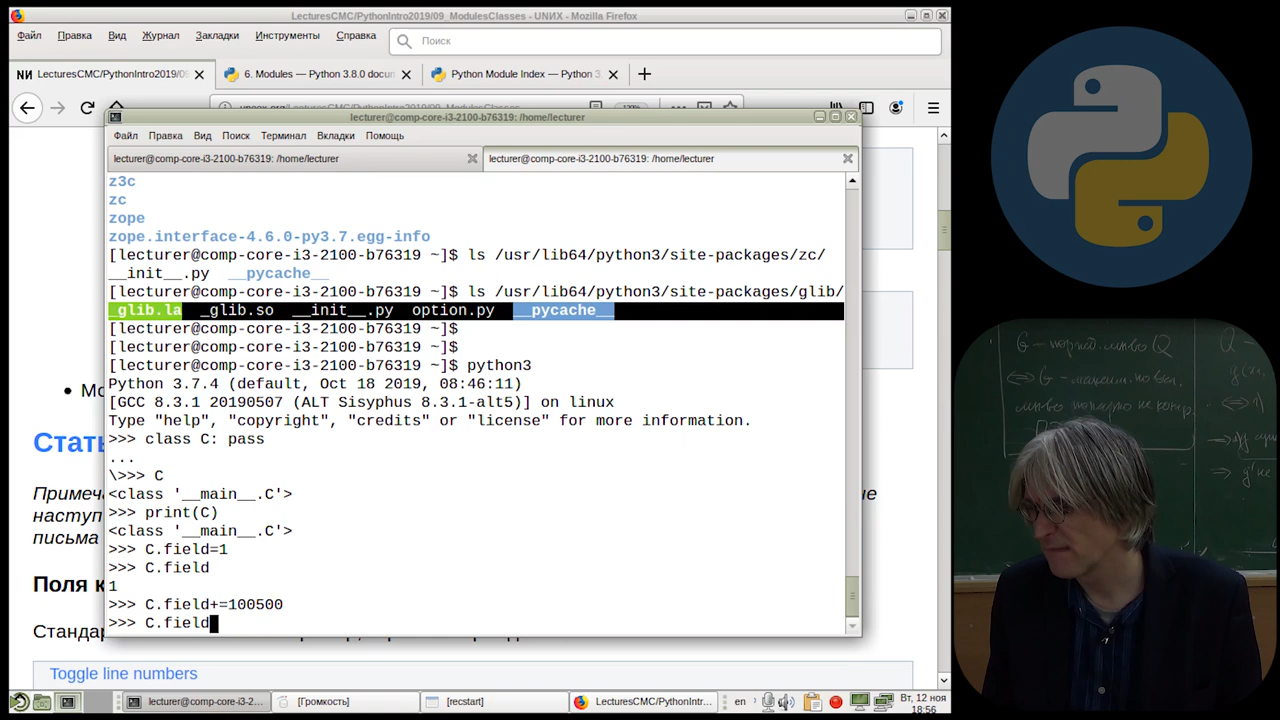 LecturesCMC/PythonIntro2019/09_ModulesClasses - UNИX - Mozilla Firefox
Файл Правка Вид Журнал Закладки Инструменты Справка
Поиск
LecturesCMC/PythonIntro2019/09
6. Modules — Python 3.8.0 docum
Python Module Index — Python 3.
lecturer@comp-core-i3-2100-b76319: /home/lecturer
Файл Правка Вид Поиск Терминал Вкладки Помощь
lecturer@comp-core-i3-2100-b76319: /home/lecturer
lecturer@comp-core-i3-2100-b76319: /home/lecturer
z3c
zc
zope
zope.interface-4.6.0-py3.7.egg-info
[lecturer@comp-core-i3-2100-b76319 ~]$ ls /usr/lib64/python3/site-packages/zc/
__init__.py __pycache__
[lecturer@comp-core-i3-2100-b76319 ~]$ ls /usr/lib64/python3/site-packages/glib/
_glib.la _glib.so __init__.py option.py __pycache__
[lecturer@comp-core-i3-2100-b76319 ~]$
[lecturer@comp-core-i3-2100-b76319 ~]$
[lecturer@comp-core-i3-2100-b76319 ~]$ python3
Python 3.7.4 (default, Oct 18 2019, 08:46:11)
[GCC 8.3.1 20190507 (ALT Sisyphus 8.3.1-alt5)] on linux
Type "help", "copyright", "credits" or "license" for more information.
>>> class C: pass
...
\>>> C
<class '__main__.C'>
>>> print(C)
<class '__main__.C'>
>>> C.field=1
>>> C.field
1
>>> C.field+=100500
>>> C.field
Стать
Примеча
наступ
письма
Поля к
Стандар
Toggle line numbers
lecturer@comp-core-i3-2...
[Громкость]
[recstart]
LecturesCMC/PythonIntr...
en
Вт, 12 ноя
18:56